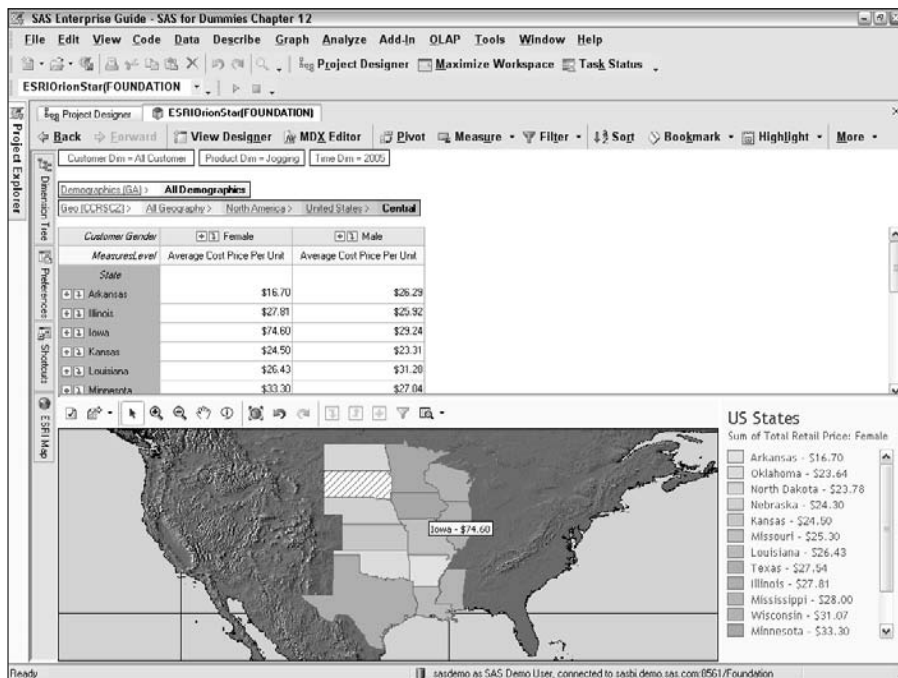 SAS Enterprise Guide - SAS for Dummies Chapter 12
File Edit View Code Data Describe Graph Analyze Add-In OLAP Tools Window Help
Project Designer Maximize Workspace Task Status
ESRIOrionStar(FOUNDATION
Project Designer ESRIOrionStar(FOUNDATION)
Back Forward View Designer MDX Editor Pivot Measure Filter Sort Bookmark Highlight More
Project Explorer
Dimension Tree
Preferences
Shortcuts
ESRI Map
Customer Dim = All Customer Product Dim = Jogging Time Dim = 2005
Demographics (GA) > All Demographics
Geo (CCRSCZ) > All Geography > North America > United States > Central
Customer Gender Female Male
MeasuresLevel Average Cost Price Per Unit Average Cost Price Per Unit
State
Arkansas $16.70 $26.29
Illinois $27.81 $25.92
Iowa $74.60 $29.24
Kansas $24.50 $23.31
Louisiana $26.43 $31.28
Minnesota $33.30 $27.04
Iowa - $74.60
US States
Sum of Total Retail Price: Female
Arkansas - $16.70
Oklahoma - $23.64
North Dakota - $23.78
Nebraska - $24.30
Kansas - $24.50
Missouri - $25.30
Louisiana - $26.43
Texas - $27.54
Illinois - $27.81
Mississippi - $28.00
Wisconsin - $31.07
Minnesota - $33.30
Ready
sasdemo as SAS Demo User, connected to sasbi.demo.sas.com:8561/Foundation